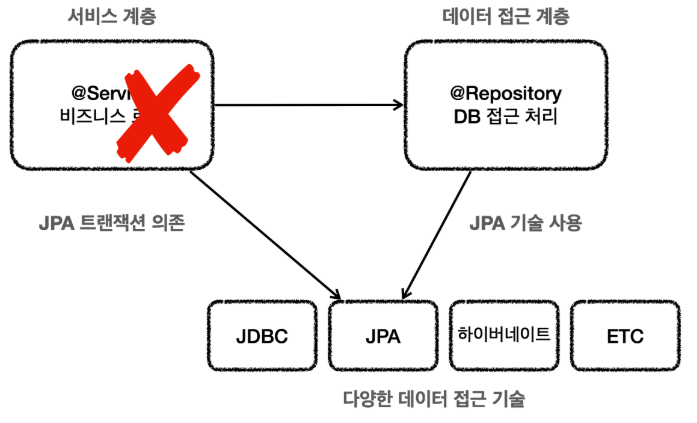 서비스 계층
데이터 접근 계층
@Servi
비즈니스
@Repository
DB 접근 처리
JPA 트랜잭션 의존
JPA 기술 사용
JDBC
JPA
하이버네이트
ETC
다양한 데이터 접근 기술